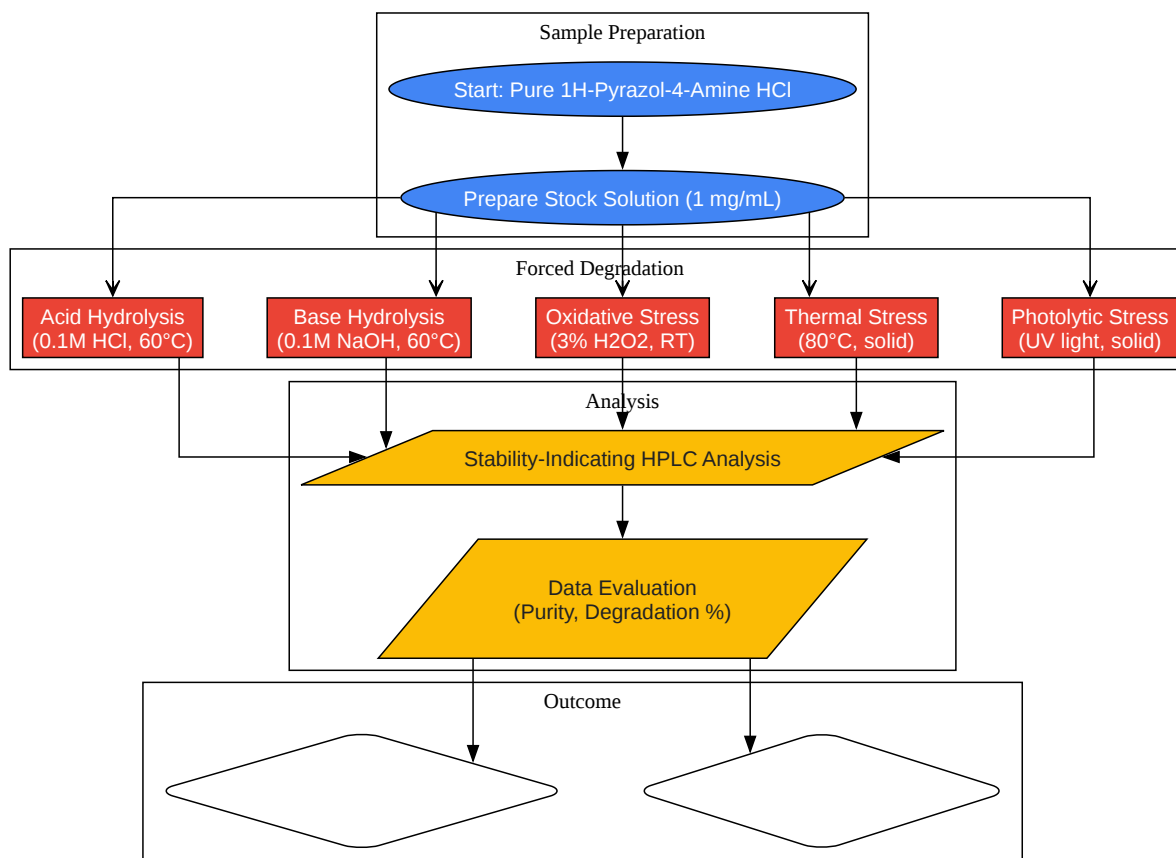 Sample Preparation
Start: Pure 1H-Pyrazol-4-Amine HCl
Prepare Stock Solution (1 mg/mL)
Forced Degradation
Acid Hydrolysis
(0.1M HCl, 60°C)
Base Hydrolysis
(0.1M NaOH, 60°C)
Oxidative Stress
(3% H2O2, RT)
Thermal Stress
(80°C, solid)
Photolytic Stress
(UV light, solid)
Analysis
Stability-Indicating HPLC Analysis
Data Evaluation
(Purity, Degradation %)
Outcome